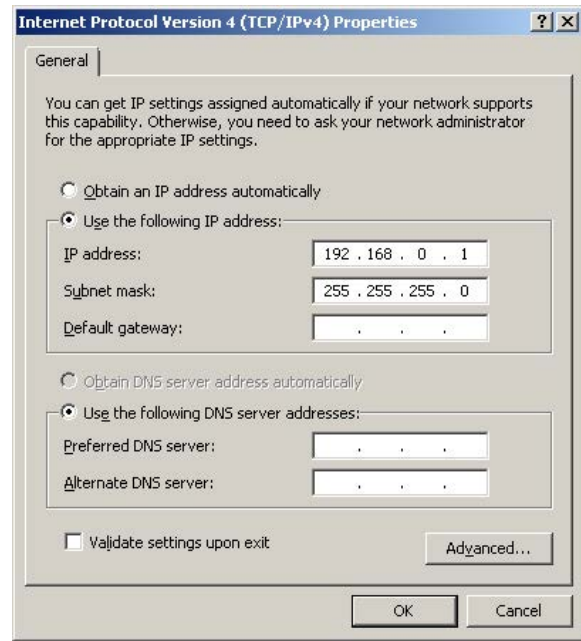 Internet Protocol Version 4 (TCP/IPv4) Properties
General
You can get IP settings assigned automatically if your network supports
this capability. Otherwise, you need to ask your network administrator
for the appropriate IP settings.
Obtain an IP address automatically
Use the following IP address:
IP address: 192 . 168 . 0 . 1
Subnet mask: 255 . 255 . 255 . 0
Default gateway: . . .
Obtain DNS server address automatically
Use the following DNS server addresses:
Preferred DNS server: . . .
Alternate DNS server: . . .
Validate settings upon exit
Advanced...
OK Cancel